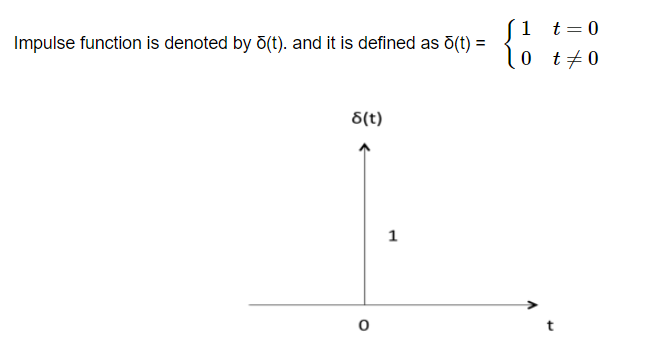 Impulse function is denoted by δ(t). and it is defined as δ(t) = { 1 t = 0
0 t ≠ 0
δ(t)
1
0 t